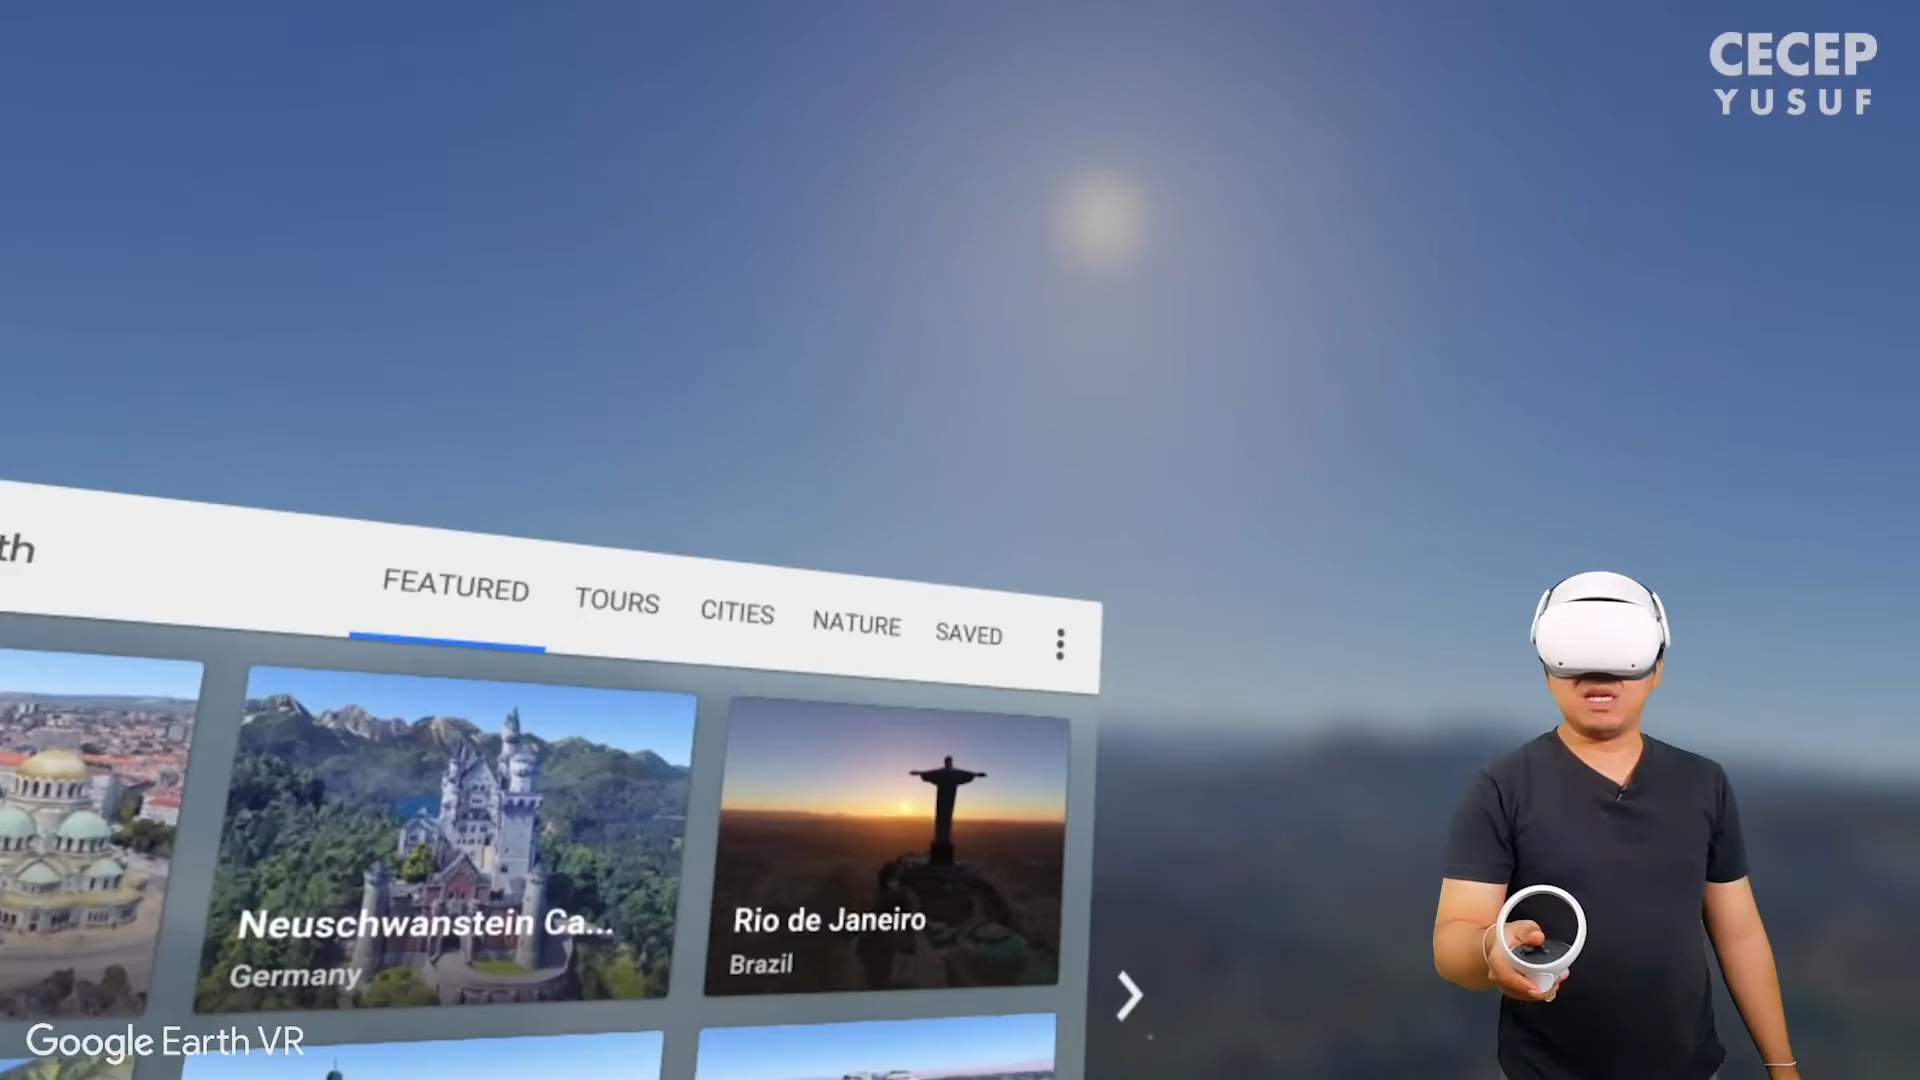 CECEP
YUSUF
th
FEATURED
TOURS
CITIES
NATURE
SAVED
Neuschwanstein Ca...
Germany
Rio de Janeiro
Brazil
Google Earth VR